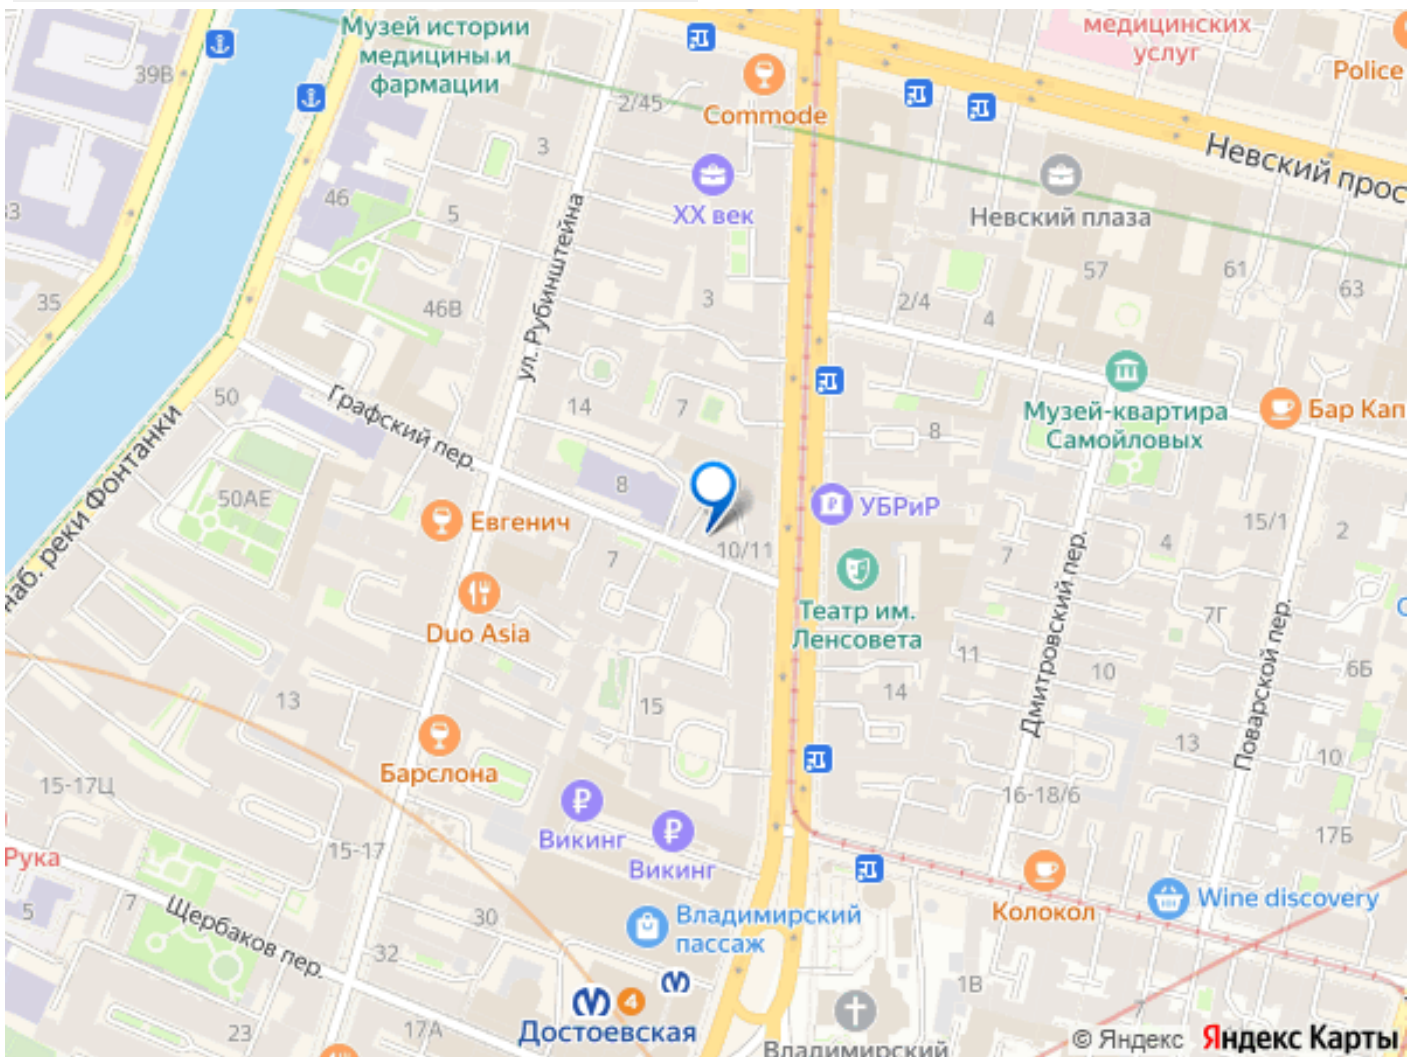 Музей истории
медицины и
фармации
медицинских
услуг
Police
39В
2/45
Commode
3
Невский прос
ХХ век
Невский плаза
46
5
33
ул. Рубинштейна
57
61
63
35
46В
3
2/4
4
Графский пер.
50
14
7
8
Музей-квартира
Самойловых
Бар Кап
наб. реки Фонтанки
50АЕ
8
Евгенич
УБРиР
15/1
2
7
10/11
7
4
Дмитровский пер.
Поварской пер.
Театр им.
Ленсовета
7Г
Duo Asia
11
10
6Б
13
15
14
13
10
Барслона
15-17Ц
16-18/6
17Б
Викинг
Викинг
Рука
15-17
5
7
Щербаков пер.
30
Владимирский
пассаж
Колокол
Wine discovery
32
1В
7
4
Достоевская
23
17А
Владимирский
© Яндекс Яндекс Карты